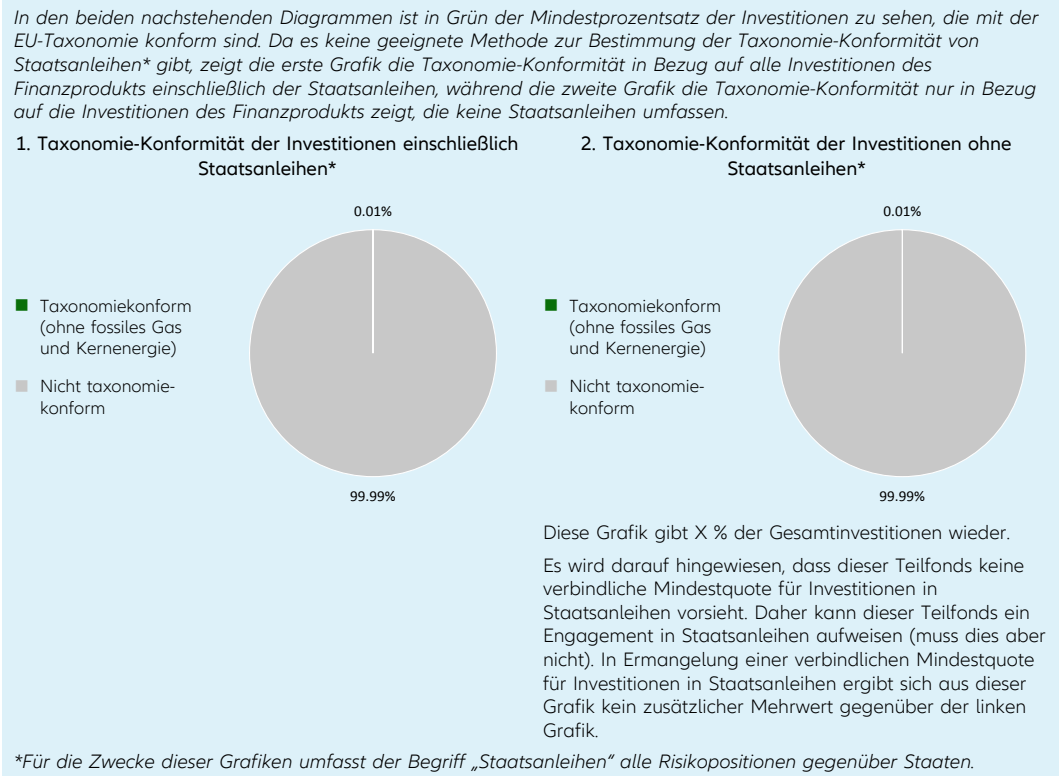 In den beiden nachstehenden Diagrammen ist in Grün der Mindestprozentsatz der Investitionen zu sehen, die mit der
EU-Taxonomie konform sind. Da es keine geeignete Methode zur Bestimmung der Taxonomie-Konformität von
Staatsanleihen* gibt, zeigt die erste Grafik die Taxonomie-Konformität in Bezug auf alle Investitionen des
Finanzprodukts einschließlich der Staatsanleihen, während die zweite Grafik die Taxonomie-Konformität nur in Bezug
auf die Investitionen des Finanzprodukts zeigt, die keine Staatsanleihen umfassen.
1. Taxonomie-Konformität der Investitionen einschließlich
Staatsanleihen*
0.01%
Taxonomiekonform
(ohne fossiles Gas
und Kernenergie)
Nicht taxonomie-
konform
99.99%
2. Taxonomie-Konformität der Investitionen ohne
Staatsanleihen*
0.01%
Taxonomiekonform
(ohne fossiles Gas
und Kernenergie)
Nicht taxonomie-
konform
99.99%
Diese Grafik gibt X % der Gesamtinvestitionen wieder.
Es wird darauf hingewiesen, dass dieser Teilfonds keine
verbindliche Mindestquote für Investitionen in
Staatsanleihen vorsieht. Daher kann dieser Teilfonds ein
Engagement in Staatsanleihen aufweisen (muss dies aber
nicht). In Ermangelung einer verbindlichen Mindestquote
für Investitionen in Staatsanleihen ergibt sich aus dieser
Grafik kein zusätzlicher Mehrwert gegenüber der linken
Grafik.
*Für die Zwecke dieser Grafiken umfasst der Begriff „Staatsanleihen" alle Risikopositionen gegenüber Staaten.